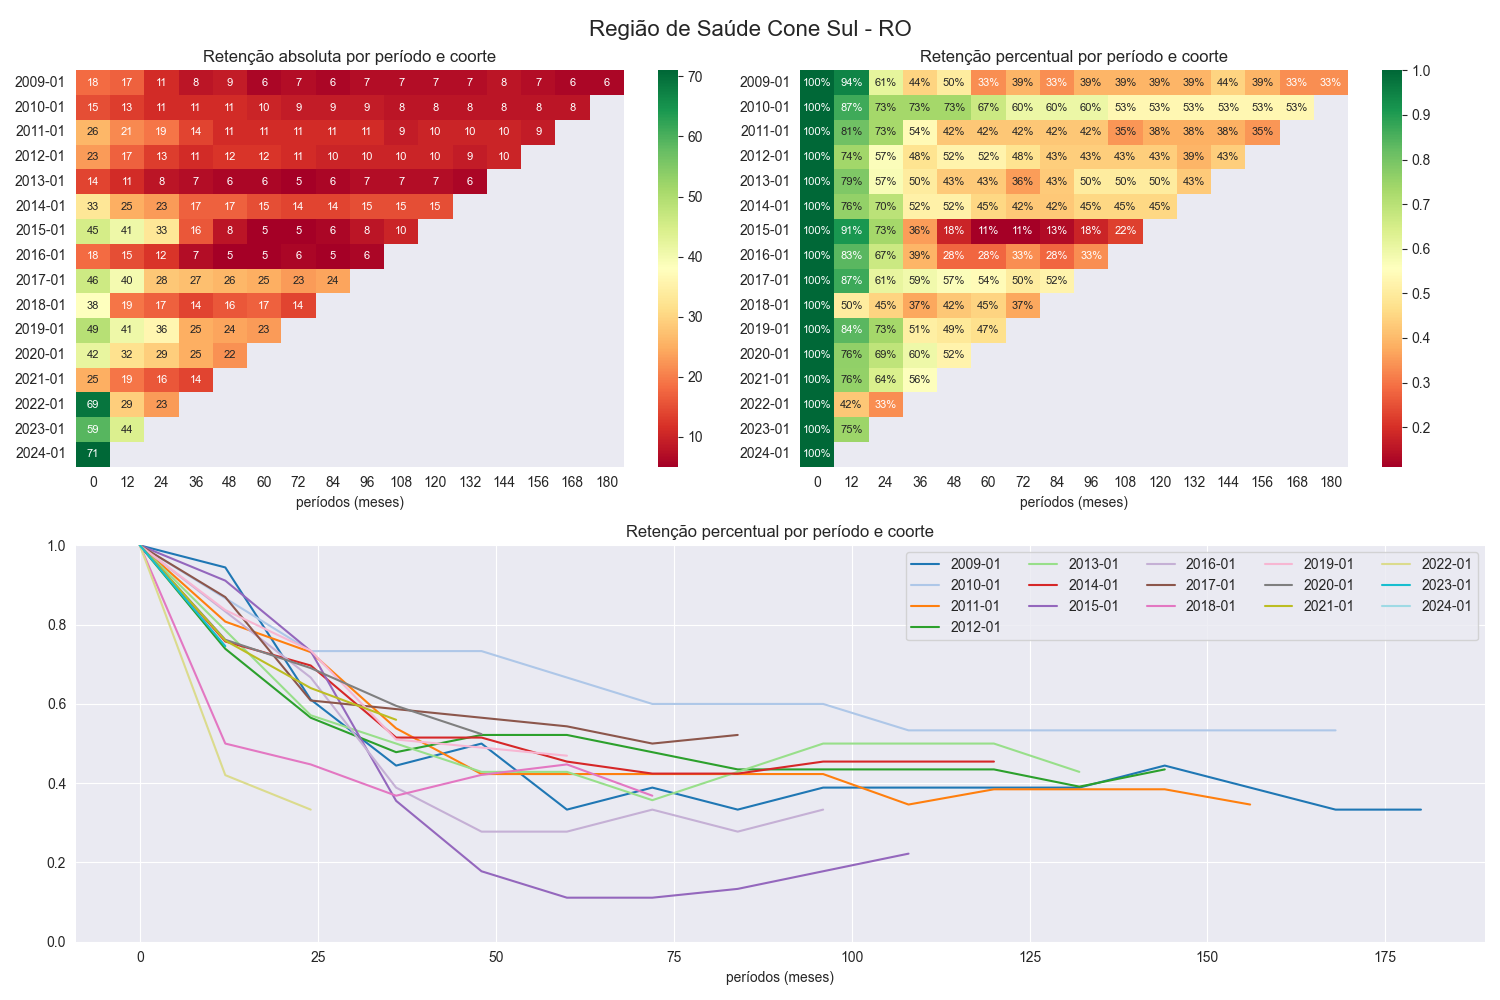 Região de Saúde Cone Sul - RO
Retenção absoluta por período e coorte
2009-01 18 17 11 8 9 6 7 6 7 7 7 7 8 7 6 6
2010-01 15 13 11 11 11 10 9 9 9 8 8 8 8 8 8
2011-01 26 21 19 14 11 11 11 11 11 9 10 10 10 9
2012-01 23 17 13 11 12 12 11 10 10 10 10 9 10
2013-01 14 11 8 7 6 6 5 6 7 7 7 6
2014-01 33 25 23 17 17 15 14 14 15 15 15
2015-01 45 41 33 16 8 5 5 6 8 10
2016-01 18 15 12 7 5 5 6 5 6
2017-01 46 40 28 27 26 25 23 24
2018-01 38 19 17 14 16 17 14
2019-01 49 41 36 25 24 23
2020-01 42 32 29 25 22
2021-01 25 19 16 14
2022-01 69 29 23
2023-01 59 44
2024-01 71
0 12 24 36 48 60 72 84 96 108 120 132 144 156 168 180
períodos (meses)
70
60
50
40
30
20
10
Retenção percentual por período e coorte
2009-01 100% 94% 61% 44% 50% 33% 39% 33% 39% 39% 39% 39% 44% 39% 33% 33%
2010-01 100% 87% 73% 73% 73% 67% 60% 60% 60% 53% 53% 53% 53% 53% 53%
2011-01 100% 81% 73% 54% 42% 42% 42% 42% 42% 35% 38% 38% 38% 35%
2012-01 100% 74% 57% 48% 52% 52% 48% 43% 43% 43% 43% 39% 43%
2013-01 100% 79% 57% 50% 43% 43% 36% 43% 50% 50% 50% 43%
2014-01 100% 76% 70% 52% 52% 45% 42% 42% 45% 45% 45%
2015-01 100% 91% 73% 36% 18% 11% 11% 13% 18% 22%
2016-01 100% 83% 67% 39% 28% 28% 33% 28% 33%
2017-01 100% 87% 61% 59% 57% 54% 50% 52%
2018-01 100% 50% 45% 37% 42% 45% 37%
2019-01 100% 84% 73% 51% 49% 47%
2020-01 100% 76% 69% 60% 52%
2021-01 100% 76% 64% 56%
2022-01 100% 42% 33%
2023-01 100% 75%
2024-01 100%
0 12 24 36 48 60 72 84 96 108 120 132 144 156 168 180
períodos (meses)
1.0
0.9
0.8
0.7
0.6
0.5
0.4
0.3
0.2
Retenção percentual por período e coorte
1.0
0.8
0.6
0.4
0.2
0.0
0 25 50 75 100 125 150 175
períodos (meses)
2009-01 2013-01 2016-01 2019-01 2022-01
2010-01 2014-01 2017-01 2020-01 2023-01
2011-01 2015-01 2018-01 2021-01 2024-01
2012-01